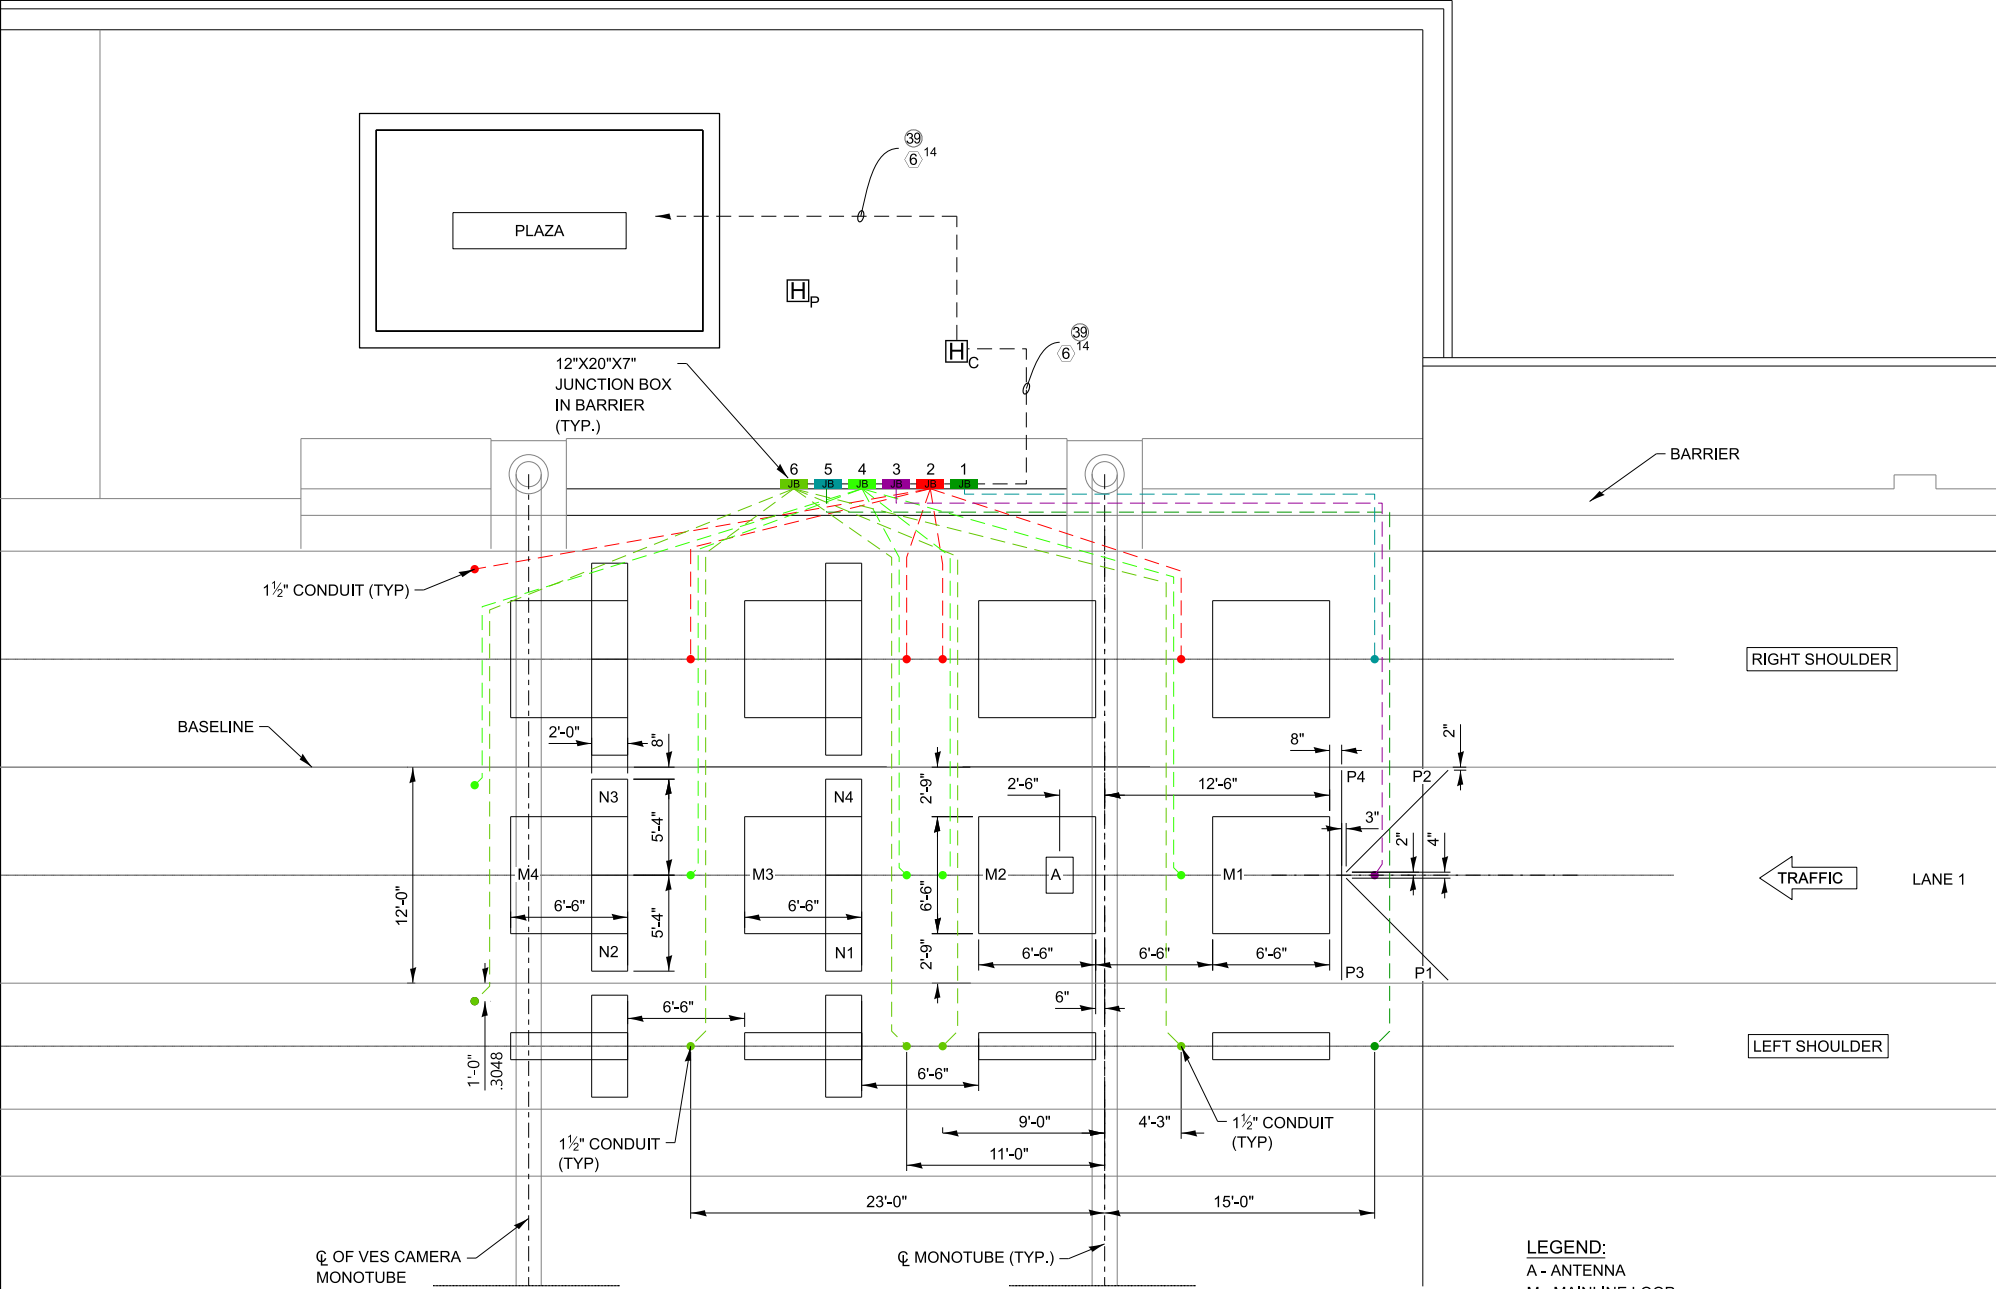 39
6 14
PLAZA
H P
39
6 14
H C
12"X20"X7"
JUNCTION BOX
IN BARRIER
(TYP.)
BARRIER
6 5 4 3 2 1
JB JB JB JB JB JB
1½" CONDUIT (TYP)
RIGHT SHOULDER
BASELINE
2'-0"
8"
8"
2"
P4
P2
2'-6"
12'-6"
2'-9"
N3
N4
5'-4"
3"
2"
4"
M4
M3
M2
A
M1
TRAFFIC
LANE 1
12'-0"
6'-6"
6'-6"
6'-6"
5'-4"
N2
N1
2'-9"
6'-6"
6'-6"
6'-6"
P3
P1
6"
6'-6"
LEFT SHOULDER
1'-0"
.3048
6'-6"
9'-0"
4'-3"
1½" CONDUIT
(TYP)
1½" CONDUIT
(TYP)
11'-0"
23'-0"
15'-0"
℄ OF VES CAMERA
MONOTUBE
℄ MONOTUBE (TYP.)
LEGEND:
A - ANTENNA
M - MAINLINE LOOP